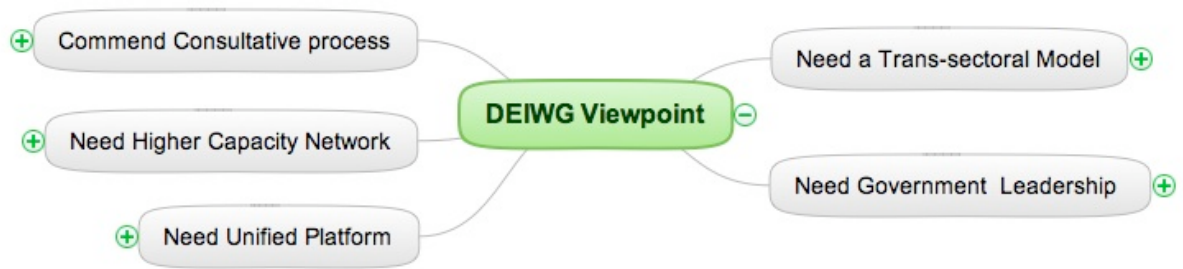 Commend Consultative process
Need Higher Capacity Network
Need Unified Platform
DEIWG Viewpoint
Need a Trans-sectoral Model
Need Government  Leadership